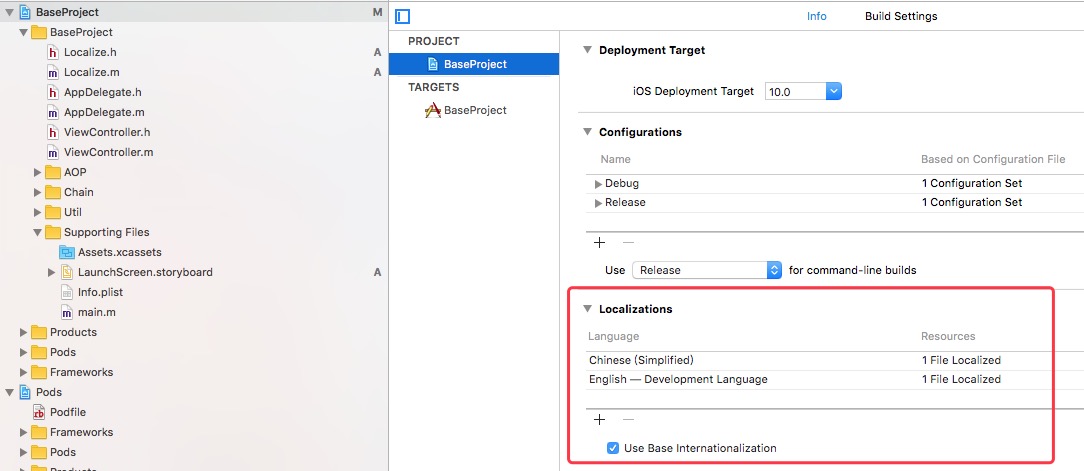 BaseProject M
BaseProject
Localize.h A
Localize.m A
AppDelegate.h
AppDelegate.m
ViewController.h
ViewController.m
AOP
Chain
Util
Supporting Files
Assets.xcassets
LaunchScreen.storyboard A
Info.plist
main.m
Products
Pods
Frameworks
Pods
Podfile
Frameworks
Pods
Products
Info Build Settings
PROJECT
BaseProject
TARGETS
BaseProject
Deployment Target
iOS Deployment Target 10.0
Configurations
Name Based on Configuration File
Debug 1 Configuration Set
Release 1 Configuration Set
Use Release for command-line builds
Localizations
Language Resources
Chinese (Simplified) 1 File Localized
English — Development Language 1 File Localized
Use Base Internationalization